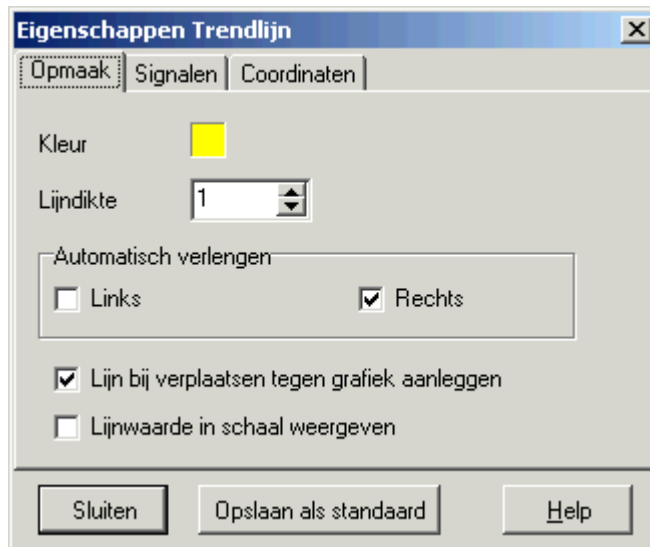 Eigenschappen Trendlijn
Opmaak Signalen Coordinaten
Kleur
Lijndikte 1
Automatisch verlengen
Links Rechts
Lijn bij verplaatsen tegen grafiek aanleggen
Lijnwaarde in schaal weergeven
Sluiten Opslaan als standaard Help